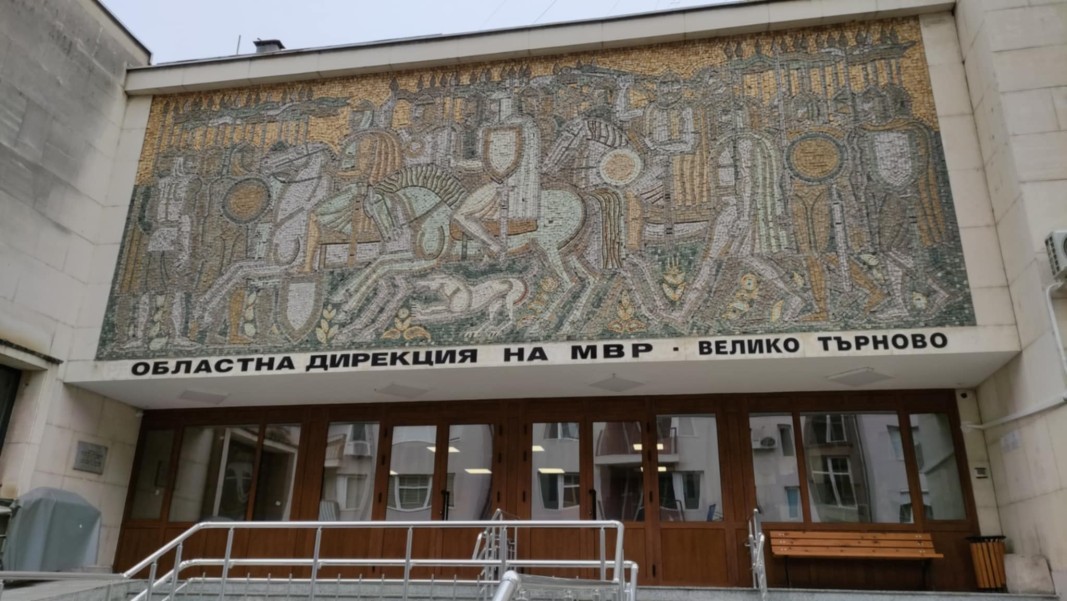 ОБЛАСТНА ДИРЕКЦИЯ НА МВР · ВЕЛИКО ТЪРНОВО